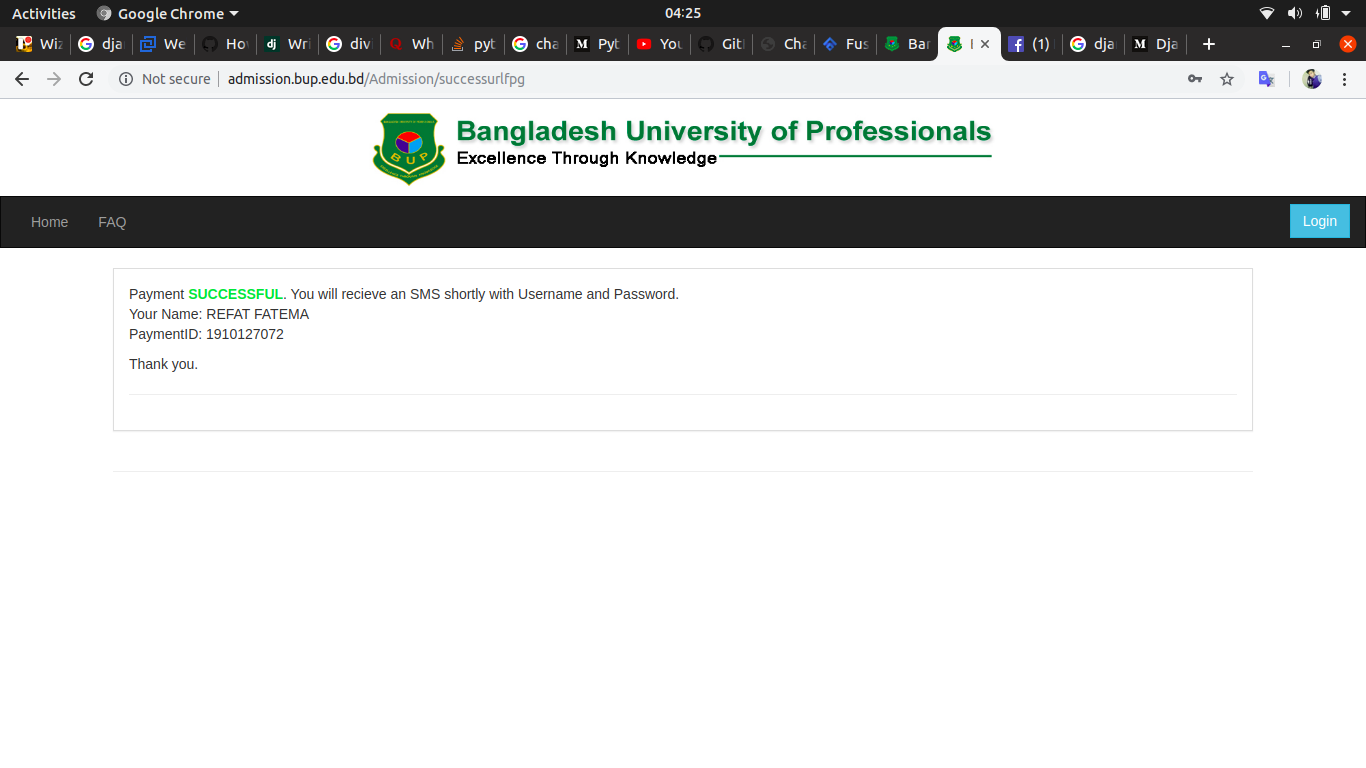 Activities Google Chrome 04:25
Wiz dja We Ho dj Wri div Wh pyt cha M Pyt You Gitl Cha Fus Bar (1) dja M Dja
Not secure admission.bup.edu.bd/Admission/successurlfpg
BUP
Bangladesh University of Professionals
Excellence Through Knowledge
Home FAQ Login
Payment SUCCESSFUL. You will recieve an SMS shortly with Username and Password.
Your Name: REFAT FATEMA
PaymentID: 1910127072
Thank you.